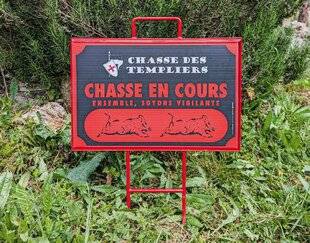 CHASSE DES
TEMPLIERS
CHASSE EN COURS
ENSEMBLE, SOYONS VIGILANTS